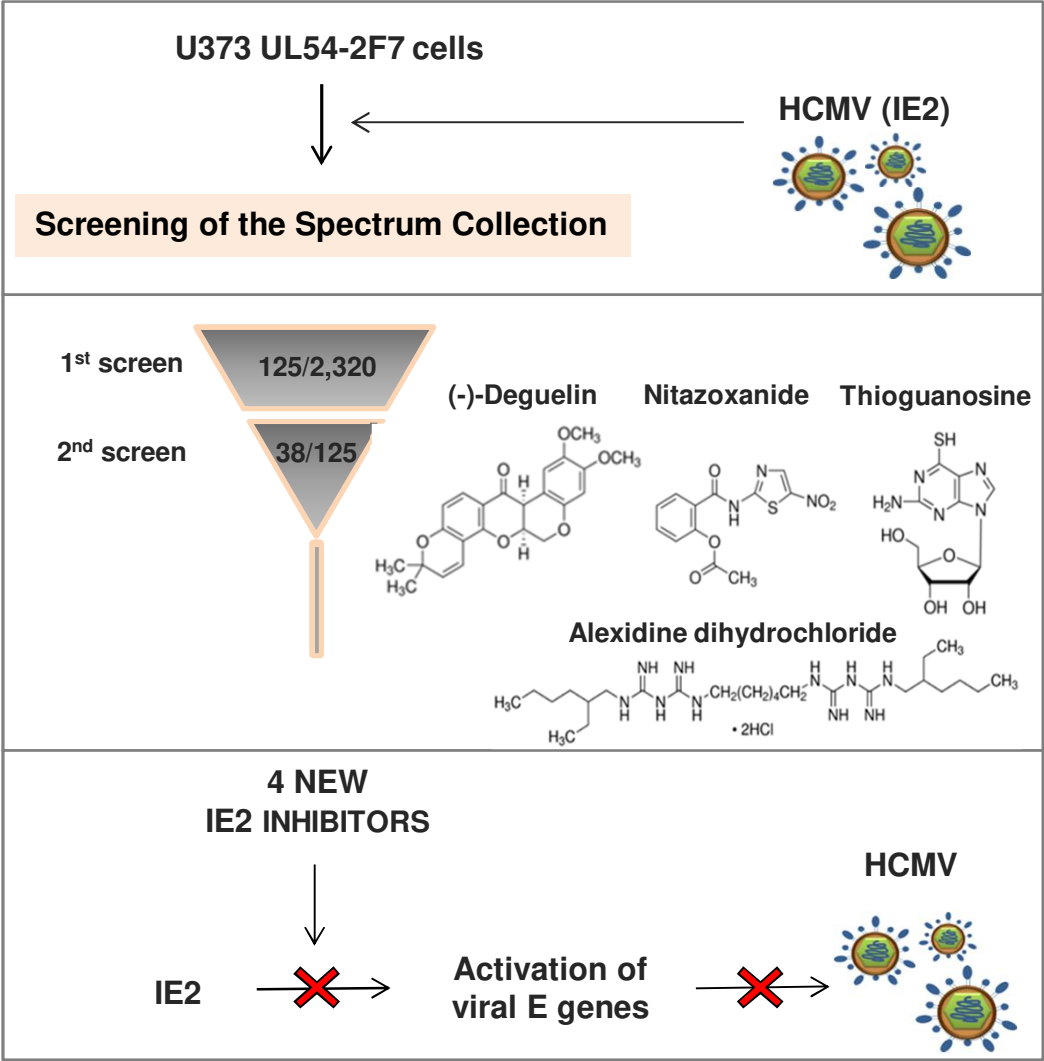 U373 UL54-2F7 cells
HCMV (IE2)
Screening of the Spectrum Collection
1st screen
125/2,320
2nd screen
38/125
(-)-Deguelin
Nitazoxanide
Thioguanosine
OCH3
OCH3
O
H
O
H
O
O
H3C
H3C
O
N
H
N
S
NO2
O
O
CH3
SH
N
N
H2N
N
N
HO
O
OH
OH
Alexidine dihydrochloride
H3C
H3C
N
H
NH
N
H
NH
N
H
CH2(CH2)4CH2
H
N
NH
H
N
NH
H
N
CH3
CH3
• 2HCl
4 NEW
IE2 INHIBITORS
HCMV
IE2
Activation of
viral E genes